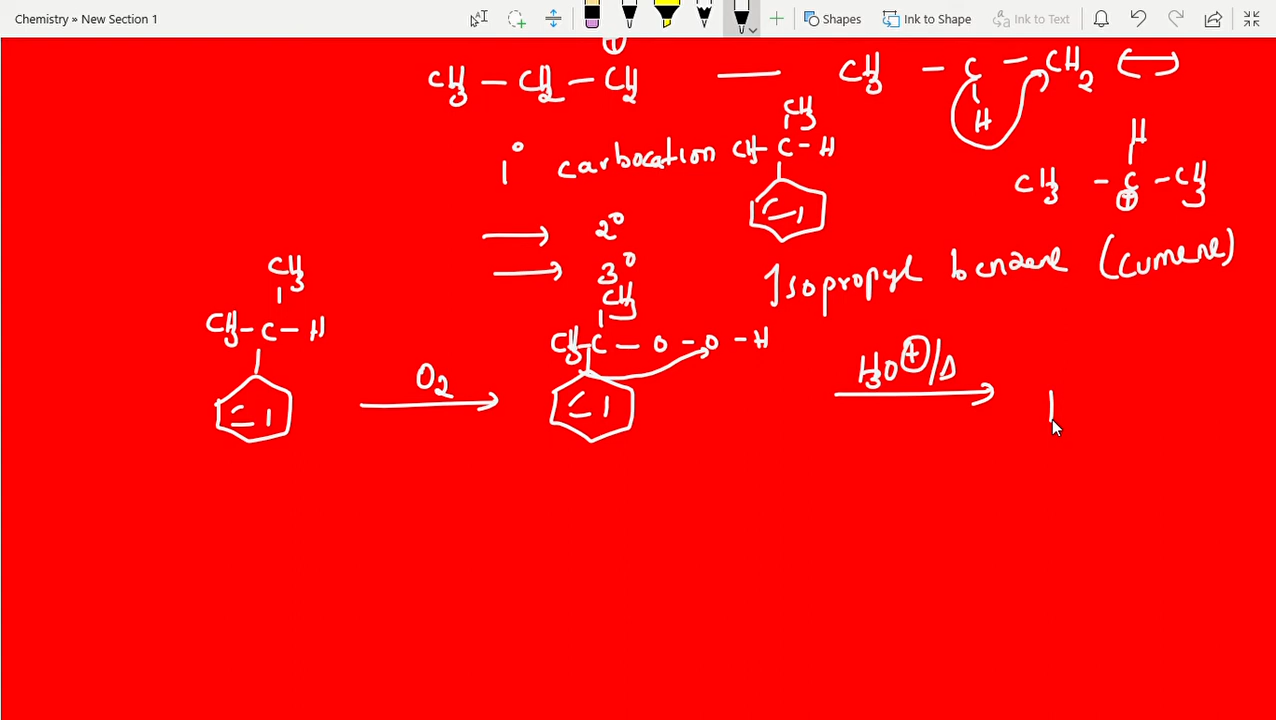 Chemistry » New Section 1
Shapes
Ink to Shape
Ink to Text
⊕
CH3 – CH2 – CH2 — CH3 – C – CH2 ↔
H
1° carbocation
CH3
CH3 – C – H
H
CH3 – C – CH3
⊕
→ 2°
→ 3°
Isopropyl benzene (cumene)
CH3
CH3 – C – H
O2
→
CH3
CH3 – C – O – O – H
H3O⊕/Δ
→